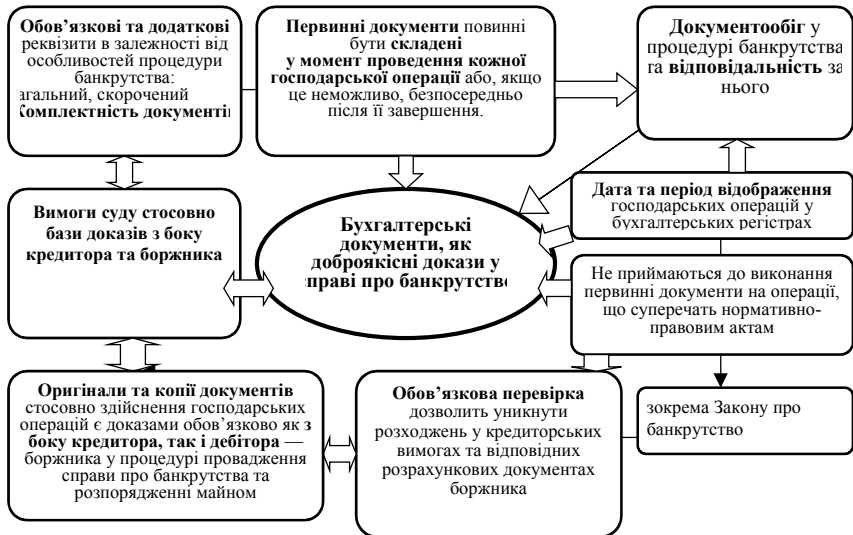 Обов’язкові та додаткові
реквізити в залежності від
особливостей процедури
банкрутства:
агальний, скорочений
Комплектність документі
Первинні документи повинні
бути складені
у момент проведення кожної
господарської операції або, якщо
це неможливо, безпосередньо
після її завершення.
Документообіг у
процедурі банкрутства
та відповідальність за
нього
Вимоги суду стосовно
бази доказів з боку
кредитора та боржника
Бухгалтерські
документи, як
доброякісні докази у
справі про банкрутство
Дата та період відображення
господарських операцій у
бухгалтерських регістрах
Не приймаються до виконання
первинні документи на операції,
що суперечать нормативно-
правовим актам
Оригінали та копії документів
стосовно здійснення господарських
операцій є доказами обов’язково як з
боку кредитора, так і дебітора —
боржника у процедурі провадження
справи про банкрутства та
розпорядженні майном
Обов’язкова перевірка
дозволить уникнути
розходжень у кредиторських
вимогах та відповідних
розрахункових документах
боржника
зокрема Закону про
банкрутство